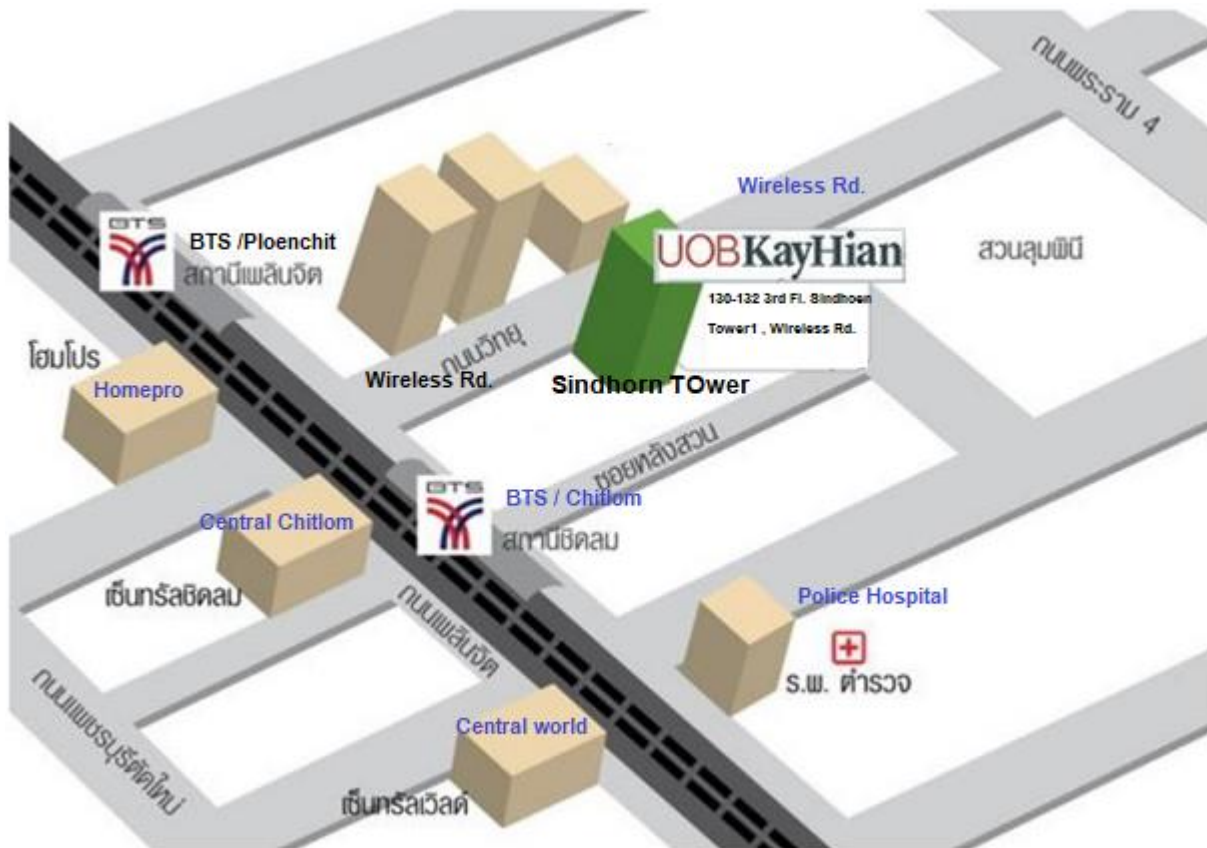 ถนนพระราม 4
Wireless Rd.
BTS
BTS /Ploenchit
สถานีเพลินจิต
UOBKayHian
สวนลุมพินี
130-132 3rd Fl. Sindhoen
Tower1 , Wireless Rd.
โฮมโปร
Homepro
ถนนวิทยุ
Wireless Rd.
Sindhorn TOwer
ซอยหลังสวน
BTS
BTS / Chitlom
สถานีชิดลม
Central Chitlom
เซ็นทรัลชิดลม
ถนนเพลินจิต
Police Hospital
ร.พ. ตำรวจ
ถนนเพชรบุรีตัดใหม่
Central world
เซ็นทรัลเวิลด์